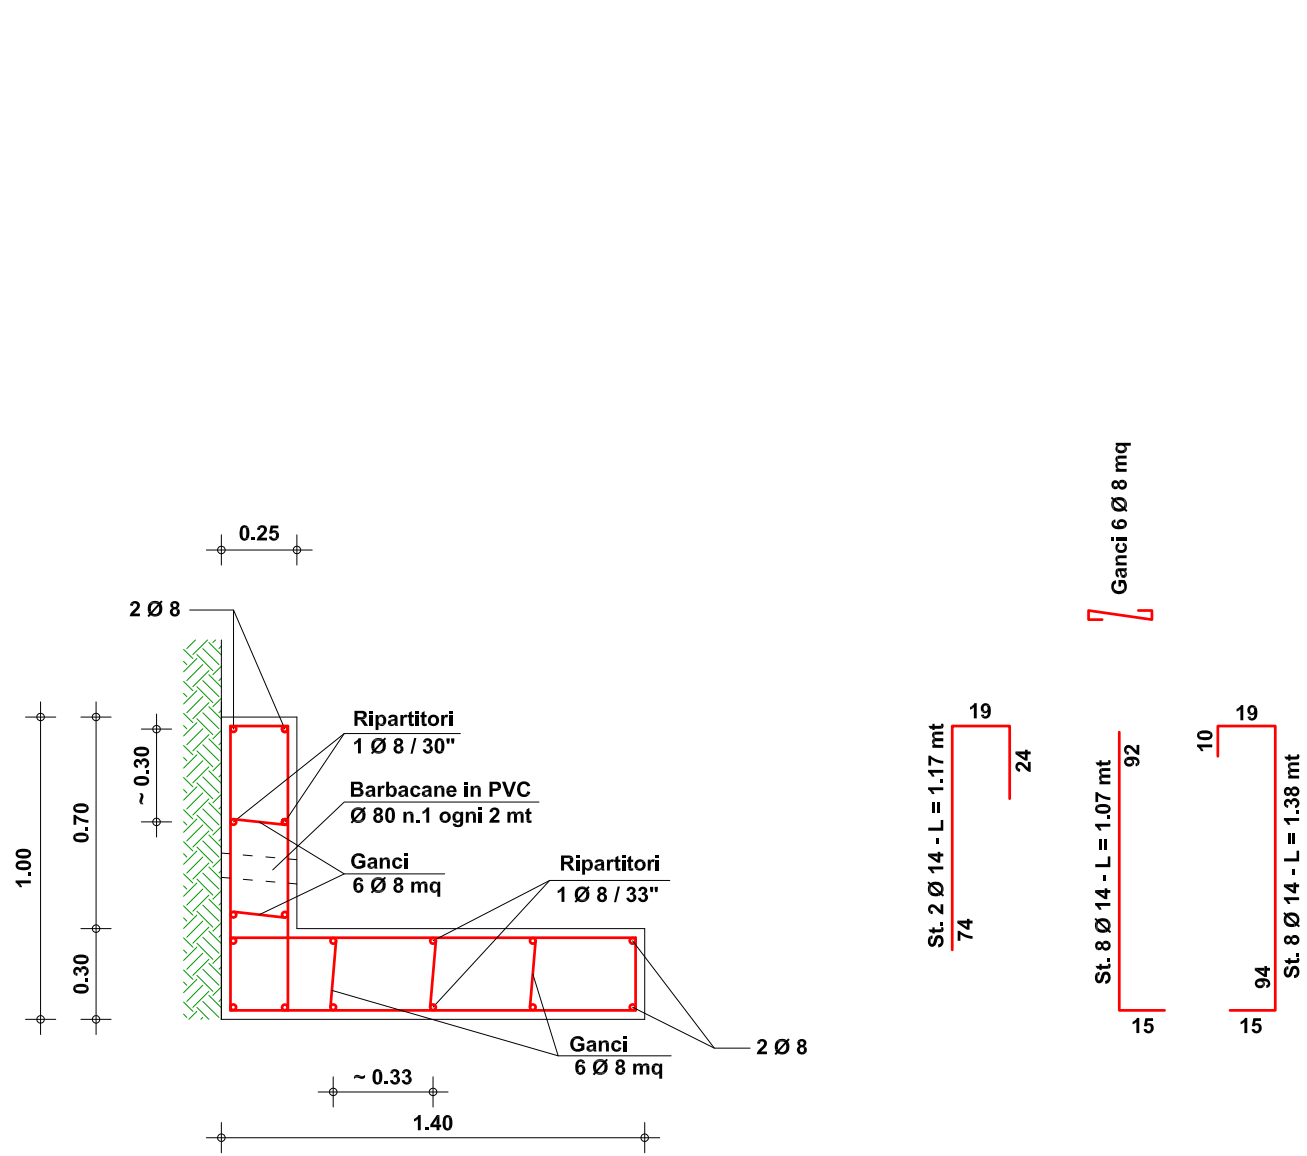 Ganci 6 Ø 8 mq
0.25
2 Ø 8
Ripartitori
1 Ø 8 / 30"
~ 0.30
0.70
1.00
0.30
Barbacane in PVC
Ø 80 n.1 ogni 2 mt
Ganci
6 Ø 8 mq
Ripartitori
1 Ø 8 / 33"
Ganci
6 Ø 8 mq
2 Ø 8
~ 0.33
1.40
19
24
St. 2 Ø 14 - L = 1.17 mt
74
92
St. 8 Ø 14 - L = 1.07 mt
15
19
10
94
St. 8 Ø 14 - L = 1.38 mt
15